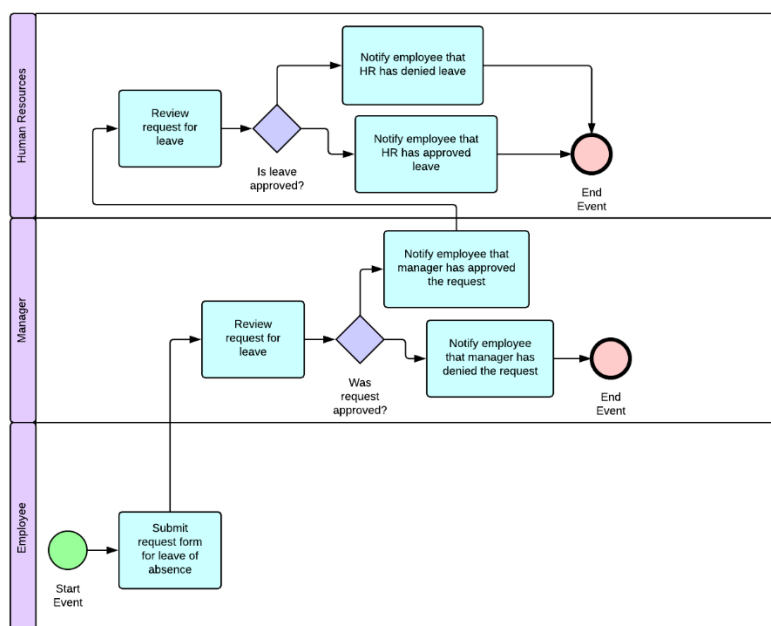 Human Resources
Notify employee that
HR has denied leave
Review
request for
leave
Is leave
approved?
Notify employee that
HR has approved
leave
End
Event
Manager
Notify employee that
manager has approved
the request
Review
request for
leave
Was
request
approved?
Notify employee
that manager has
denied the request
End
Event
Employee
Submit
request form
for leave of
absence
Start
Event